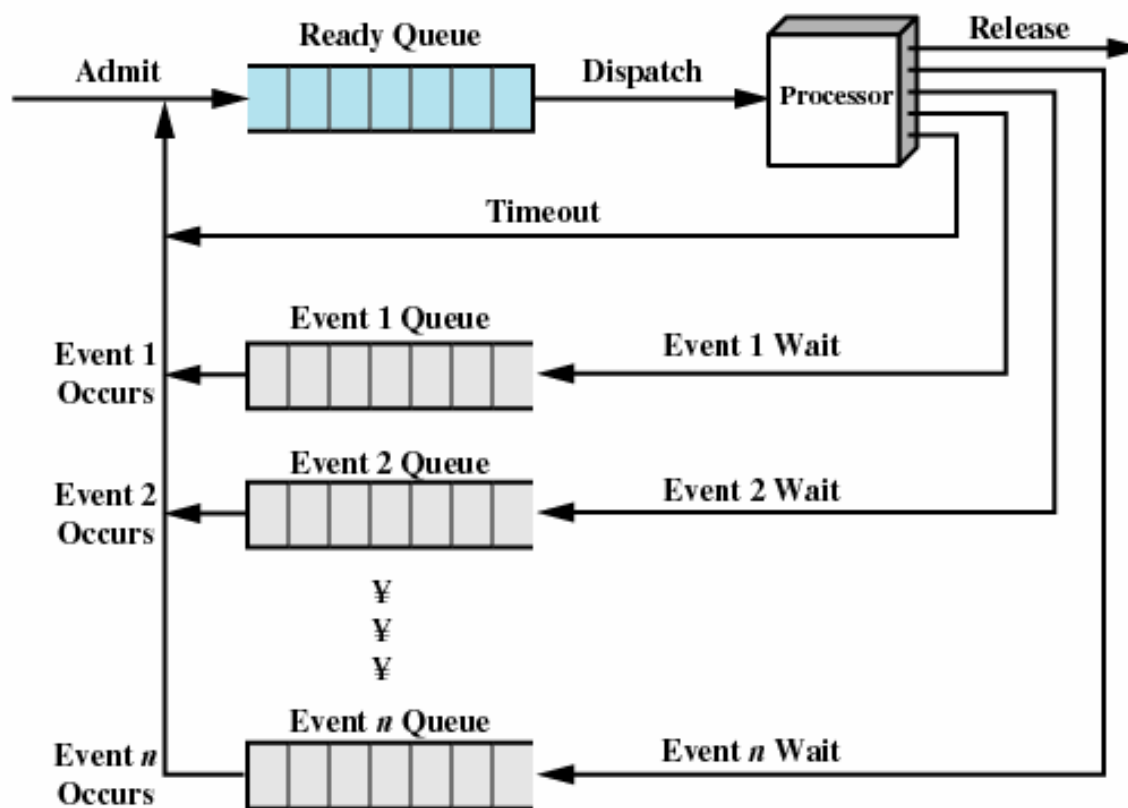 Ready Queue
Release
Admit
Dispatch
Processor
Timeout
Event 1 Queue
Event 1
Occurs
Event 1 Wait
Event 2 Queue
Event 2
Occurs
Event 2 Wait
¥
¥
¥
Event n Queue
Event n
Occurs
Event n Wait